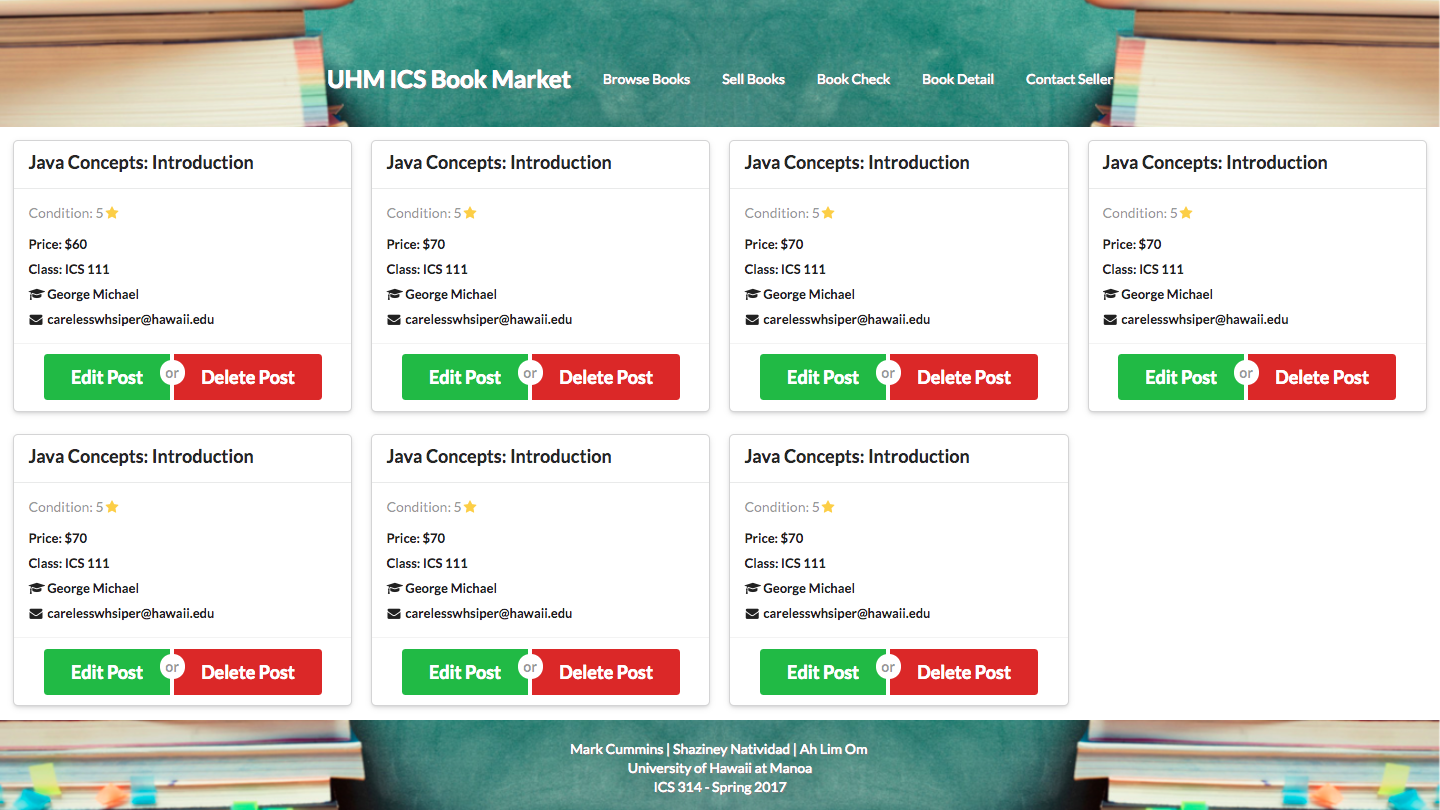 UHM ICS Book Market Browse Books Sell Books Book Check Book Detail Contact Seller
Java Concepts: Introduction
Condition: 5
Price: $60
Class: ICS 111
George Michael
carelesswhsiper@hawaii.edu
Edit Post or Delete Post
Java Concepts: Introduction
Condition: 5
Price: $70
Class: ICS 111
George Michael
carelesswhsiper@hawaii.edu
Edit Post or Delete Post
Java Concepts: Introduction
Condition: 5
Price: $70
Class: ICS 111
George Michael
carelesswhsiper@hawaii.edu
Edit Post or Delete Post
Java Concepts: Introduction
Condition: 5
Price: $70
Class: ICS 111
George Michael
carelesswhsiper@hawaii.edu
Edit Post or Delete Post
Java Concepts: Introduction
Condition: 5
Price: $70
Class: ICS 111
George Michael
carelesswhsiper@hawaii.edu
Edit Post or Delete Post
Java Concepts: Introduction
Condition: 5
Price: $70
Class: ICS 111
George Michael
carelesswhsiper@hawaii.edu
Edit Post or Delete Post
Java Concepts: Introduction
Condition: 5
Price: $70
Class: ICS 111
George Michael
carelesswhsiper@hawaii.edu
Edit Post or Delete Post
Mark Cummins | Shaziney Natividad | Ah Lim Om
University of Hawaii at Manoa
ICS 314 - Spring 2017